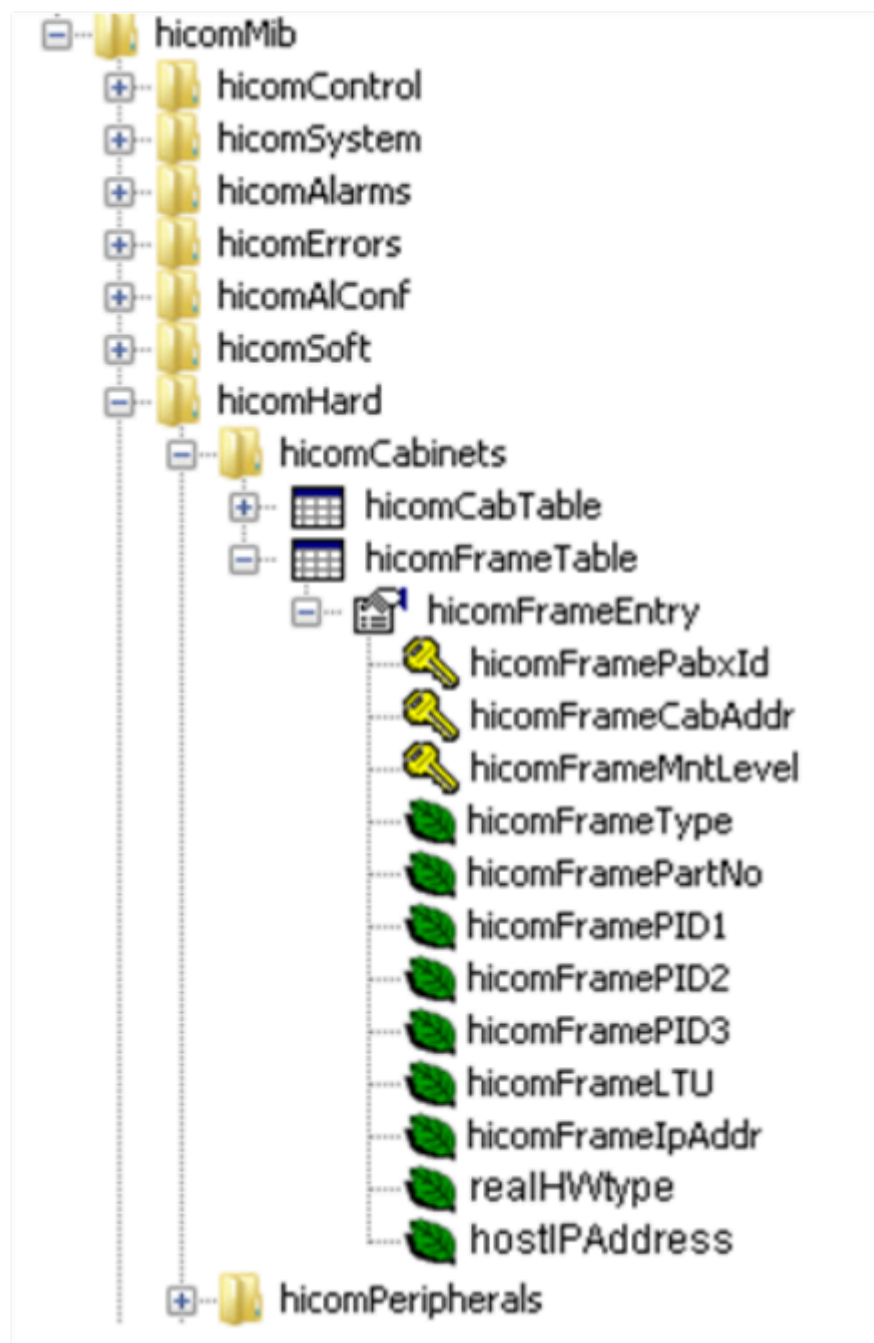 hicomMib
hicomControl
hicomSystem
hicomAlarms
hicomErrors
hicomAlConf
hicomSoft
hicomHard
hicomCabinets
hicomCabTable
hicomFrameTable
hicomFrameEntry
hicomFramePabxId
hicomFrameCabAddr
hicomFrameMntLevel
hicomFrameType
hicomFramePartNo
hicomFramePID1
hicomFramePID2
hicomFramePID3
hicomFrameLTU
hicomFrameIpAddr
realHWtype
hostIPAddress
hicomPeripherals